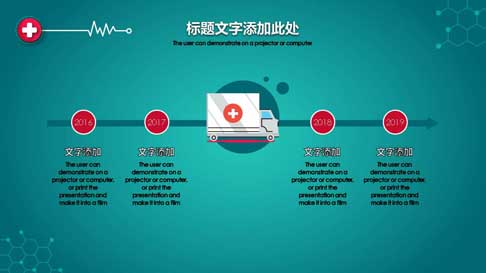 标题文字添加此处
The user can demonstrate on a projector or computer
2016
2017
2018
2019
文字添加
The user can
demonstrate on a
projector or computer,
or print the
presentation and
make it into a film
文字添加
The user can
demonstrate on a
projector or computer,
or print the
presentation and
make it into a film
文字添加
The user can
demonstrate on a
projector or computer,
or print the
presentation and
make it into a film
文字添加
The user can
demonstrate on a
projector or computer,
or print the
presentation and
make it into a film